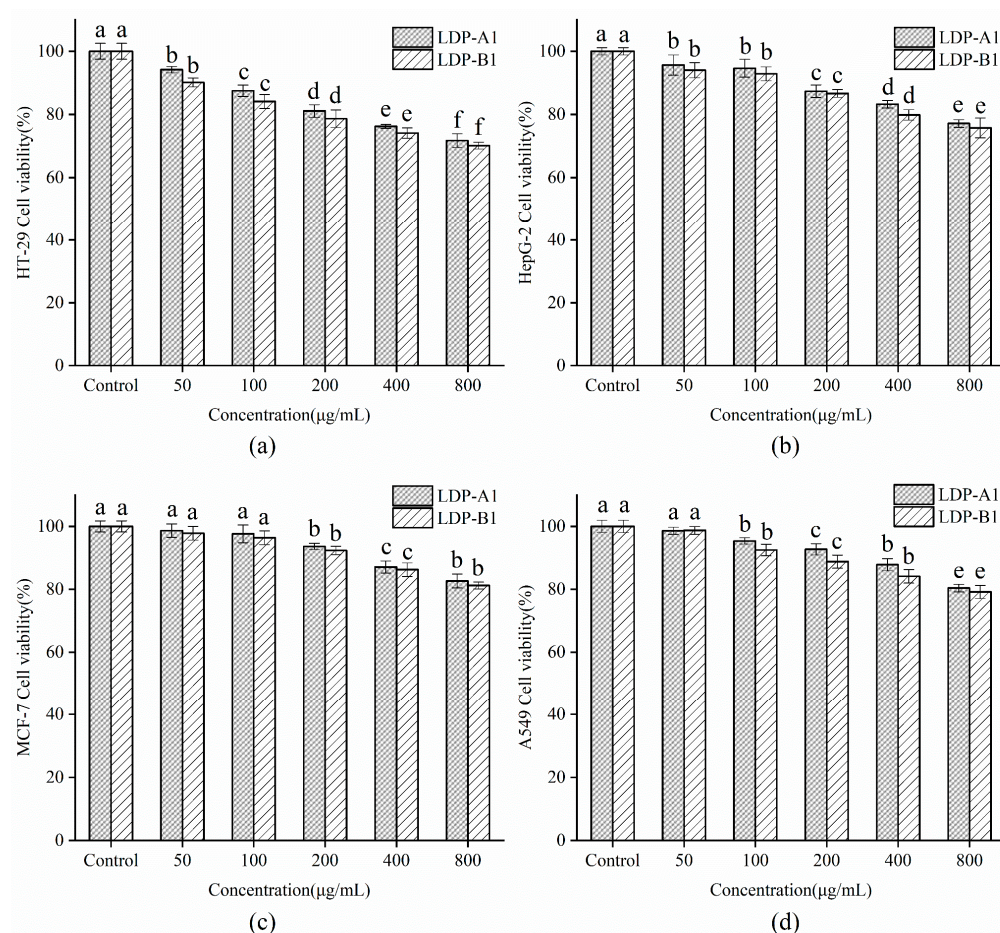 a a
b b
c c
d d
e e
f f
LDP-A1
LDP-B1
100
80
60
40
20
0
HT-29 Cell viability(%)
Control 50 100 200 400 800
Concentration(μg/mL)
(a)
a a
b b
b b
c c
d d
e e
LDP-A1
LDP-B1
100
80
60
40
20
0
HepG-2 Cell viability(%)
Control 50 100 200 400 800
Concentration(μg/mL)
(b)
a a
a a
a a
b b
c c
b b
LDP-A1
LDP-B1
100
80
60
40
20
0
MCF-7 Cell viability(%)
Control 50 100 200 400 800
Concentration(μg/mL)
(c)
a a
a a
b b
c c
b b
e e
LDP-A1
LDP-B1
100
80
60
40
20
0
A549 Cell viability(%)
Control 50 100 200 400 800
Concentration(μg/mL)
(d)